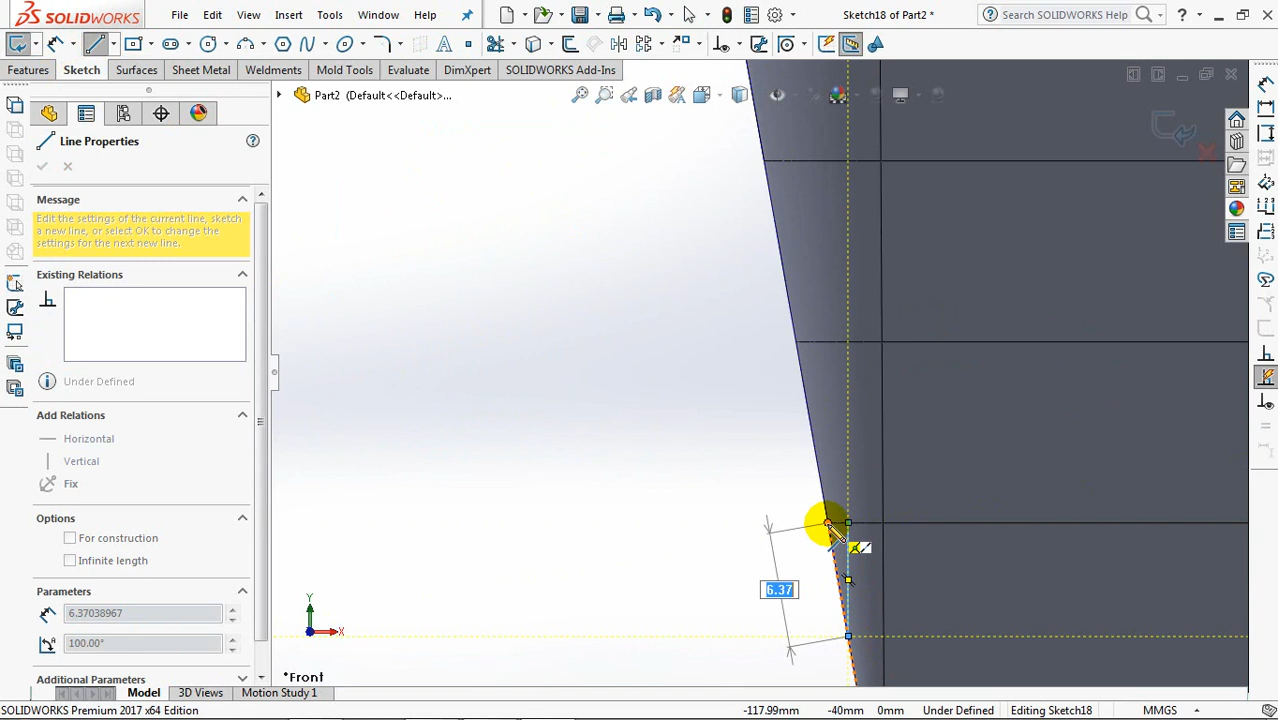 SOLIDWORKS
File
Edit
View
Insert
Tools
Window
Help
Sketch18 of Part2 *
Search SOLIDWORKS Help
Features
Sketch
Surfaces
Sheet Metal
Weldments
Mold Tools
Evaluate
DimXpert
SOLIDWORKS Add-Ins
Part2 (Default<<Default>...
Line Properties
Message
Edit the settings of the current line, sketch
a new line, or select OK to change the
settings for the next new line.
Existing Relations
Under Defined
Add Relations
Horizontal
Vertical
Fix
Options
For construction
Infinite length
Parameters
6.37038967
100.00°
Additional Parameters
6.37
Y
X
*Front
Model
3D Views
Motion Study 1
SOLIDWORKS Premium 2017 x64 Edition
-117.99mm
-40mm
0mm
Under Defined
Editing Sketch18
MMGS